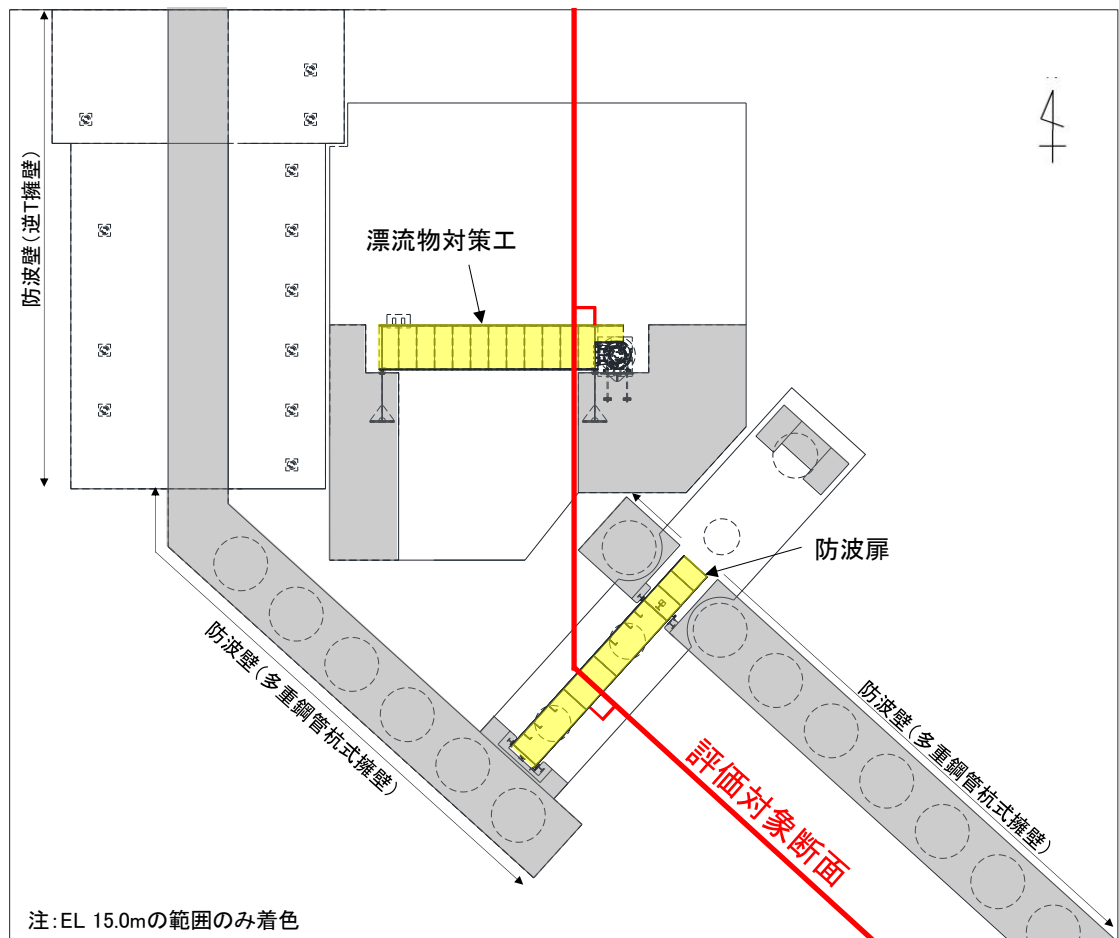 防波壁(逆T擁壁)
漂流物対策工
防波扉
防波壁(多重鋼管杭式擁壁)
防波壁(多重鋼管杭式擁壁)
評価対象断面
注:EL 15.0mの範囲のみ着色